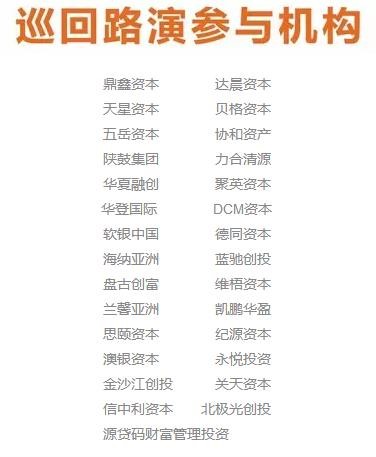 巡回路演参与机构
鼎鑫资本 达晨资本
天星资本 贝格资本
五岳资本 协和资产
陕鼓集团 力合清源
华夏融创 聚英资本
华登国际 DCM资本
软银中国 德同资本
海纳亚洲 蓝驰创投
盘古创富 维梧资本
兰馨亚洲 凯鹏华盈
思颐资本 纪源资本
澳银资本 永悦投资
金沙江创投 关天资本
信中利资本 北极光创投
源贷码财富管理投资